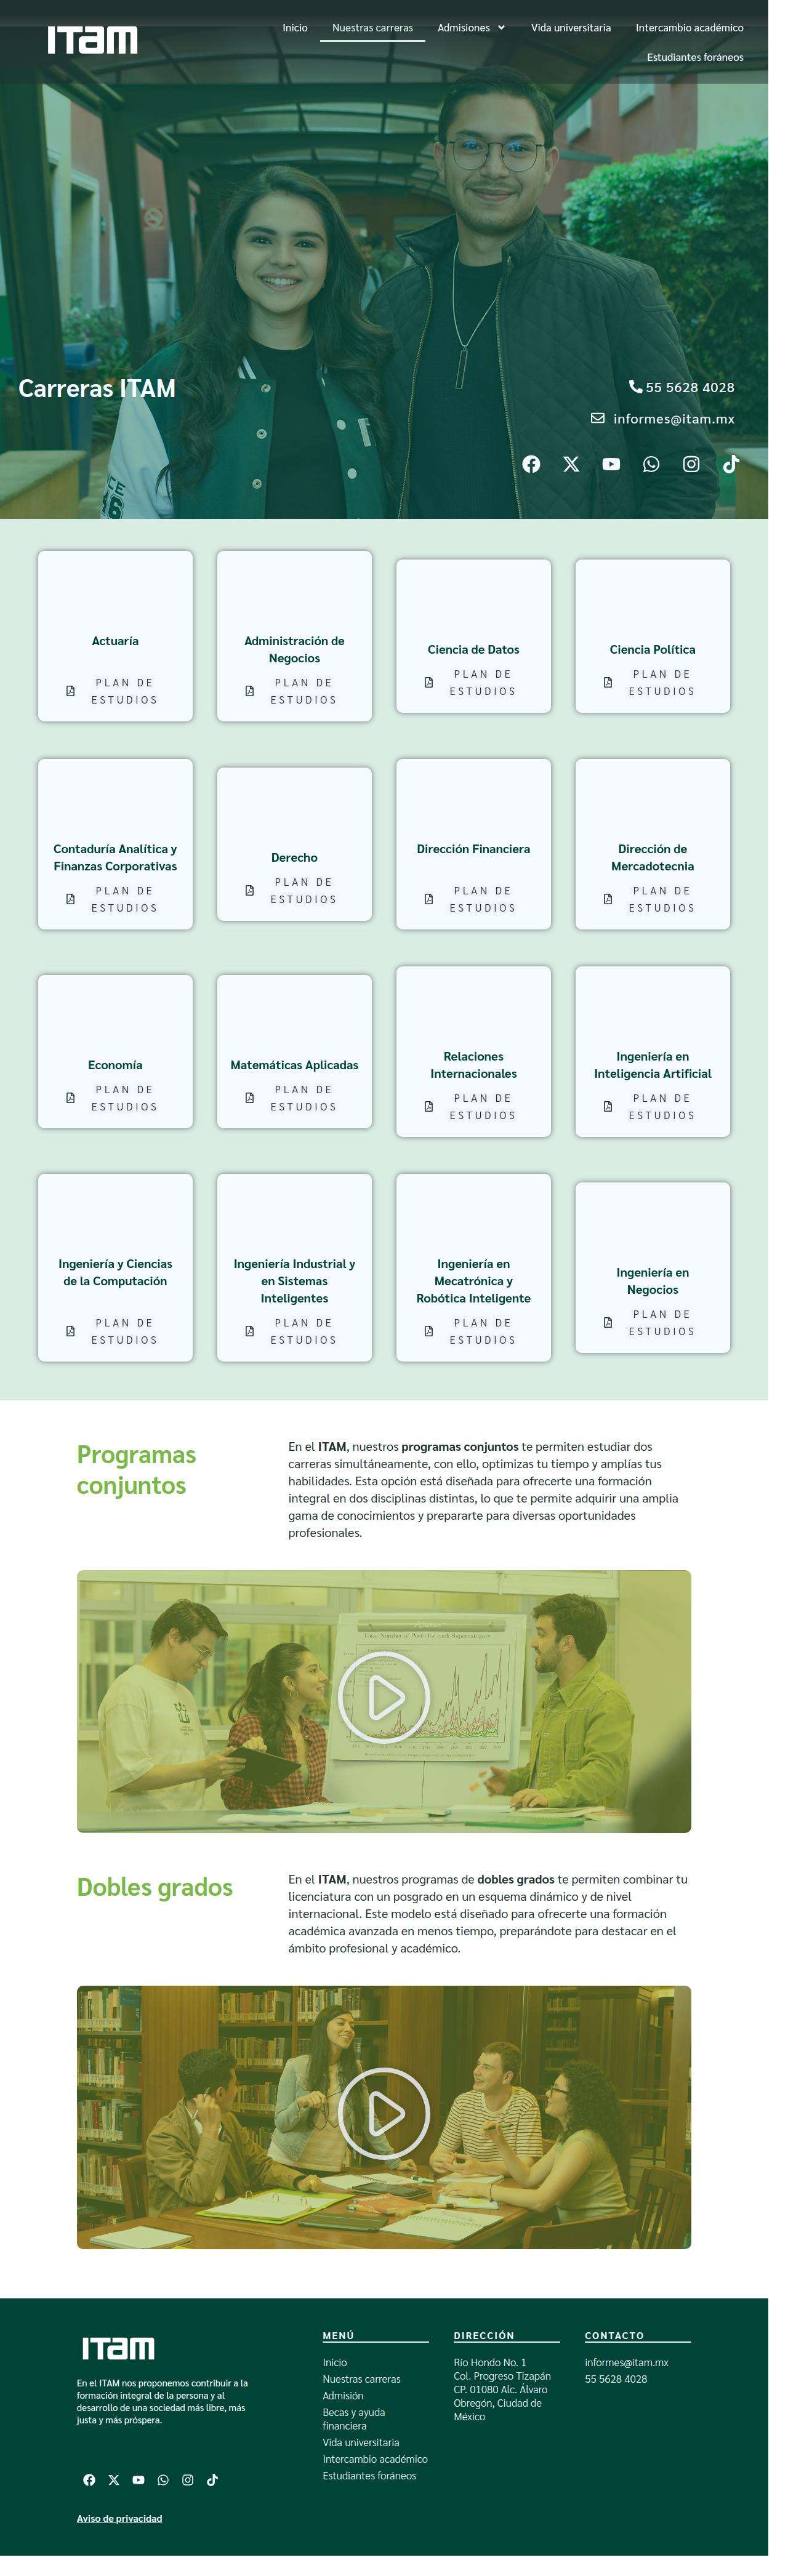 ITAM
Inicio
Nuestras carreras
Admisiones
Vida universitaria
Intercambio académico
Estudiantes foráneos
Carreras ITAM
55 5628 4028
informes@itam.mx
Actuaría
PLAN DE
ESTUDIOS
Administración de
Negocios
PLAN DE
ESTUDIOS
Ciencia de Datos
PLAN DE
ESTUDIOS
Ciencia Política
PLAN DE
ESTUDIOS
Contaduría Analítica y
Finanzas Corporativas
PLAN DE
ESTUDIOS
Derecho
PLAN DE
ESTUDIOS
Dirección Financiera
PLAN DE
ESTUDIOS
Dirección de
Mercadotecnia
PLAN DE
ESTUDIOS
Economía
PLAN DE
ESTUDIOS
Matemáticas Aplicadas
PLAN DE
ESTUDIOS
Relaciones
Internacionales
PLAN DE
ESTUDIOS
Ingeniería en
Inteligencia Artificial
PLAN DE
ESTUDIOS
Ingeniería y Ciencias
de la Computación
PLAN DE
ESTUDIOS
Ingeniería Industrial y
en Sistemas
Inteligentes
PLAN DE
ESTUDIOS
Ingeniería en
Mecatrónica y
Robótica Inteligente
PLAN DE
ESTUDIOS
Ingeniería en
Negocios
PLAN DE
ESTUDIOS
Programas
conjuntos
En el ITAM, nuestros programas conjuntos te permiten estudiar dos
carreras simultáneamente, con ello, optimizas tu tiempo y amplías tus
habilidades. Esta opción está diseñada para ofrecerte una formación
integral en dos disciplinas distintas, lo que te permite adquirir una amplia
gama de conocimientos y prepararte para diversas oportunidades
profesionales.
Dobles grados
En el ITAM, nuestros programas de dobles grados te permiten combinar tu
licenciatura con un posgrado en un esquema dinámico y de nivel
internacional. Este modelo está diseñado para ofrecerte una formación
académica avanzada en menos tiempo, preparándote para destacar en el
ámbito profesional y académico.
ITAM
En el ITAM nos proponemos contribuir a la
formación integral de la persona y al
desarrollo de una sociedad más libre, más
justa y más próspera.
Aviso de privacidad
MENÚ
Inicio
Nuestras carreras
Admisión
Becas y ayuda
financiera
Vida universitaria
Intercambio académico
Estudiantes foráneos
DIRECCIÓN
Río Hondo No. 1
Col. Progreso Tizapán
CP. 01080 Alc. Álvaro
Obregón, Ciudad de
México
CONTACTO
informes@itam.mx
55 5628 4028